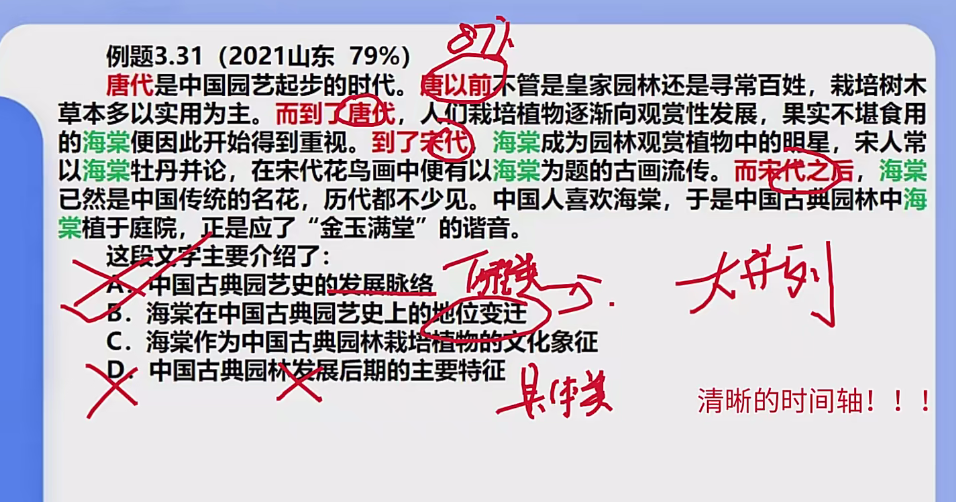 例题3.31（2021山东 79%）
唐代是中国园艺起步的时代。唐以前不管是皇家园林还是寻常百姓，栽培树木
草本多以实用为主。而到了唐代，人们栽培植物逐渐向观赏性发展，果实不堪食用
的海棠便因此开始得到重视。到了宋代，海棠成为园林观赏植物中的明星，宋人常
以海棠牡丹并论，在宋代花鸟画中便有以海棠为题的古画流传。而宋代之后，海棠
已然是中国传统的名花，历代都不少见。中国人喜欢海棠，于是中国古典园林中海
棠植于庭院，正是应了“金玉满堂”的谐音。
这段文字主要介绍了：
A．中国古典园艺史的发展脉络
B．海棠在中国古典园艺史上的地位变迁
大并列
C．海棠作为中国古典园林栽培植物的文化象征
D．中国古典园林发展后期的主要特征
具体类
清晰的时间轴！！！